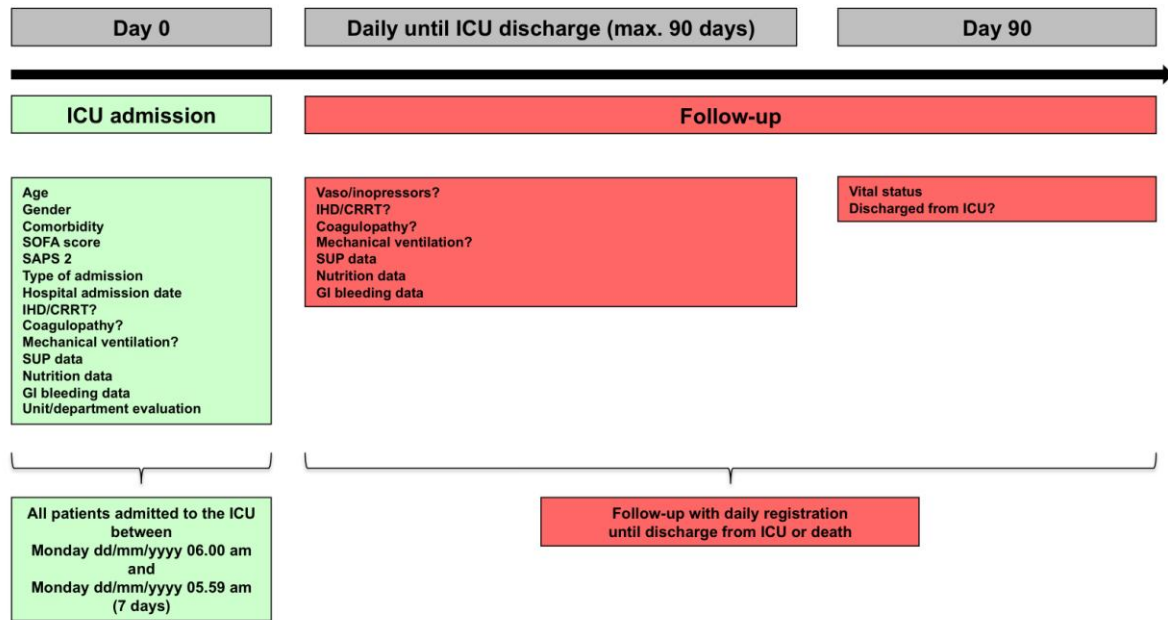 Day 0
Daily until ICU discharge (max. 90 days)
Day 90
ICU admission
Follow-up
Age
Gender
Comorbidity
SOFA score
SAPS 2
Type of admission
Hospital admission date
IHD/CRRT?
Coagulopathy?
Mechanical ventilation?
SUP data
Nutrition data
GI bleeding data
Unit/department evaluation
Vaso/inopressors?
IHD/CRRT?
Coagulopathy?
Mechanical ventilation?
SUP data
Nutrition data
GI bleeding data
Vital status
Discharged from ICU?
All patients admitted to the ICU
between
Monday dd/mm/yyyy 06.00 am
and
Monday dd/mm/yyyy 05.59 am
(7 days)
Follow-up with daily registration
until discharge from ICU or death